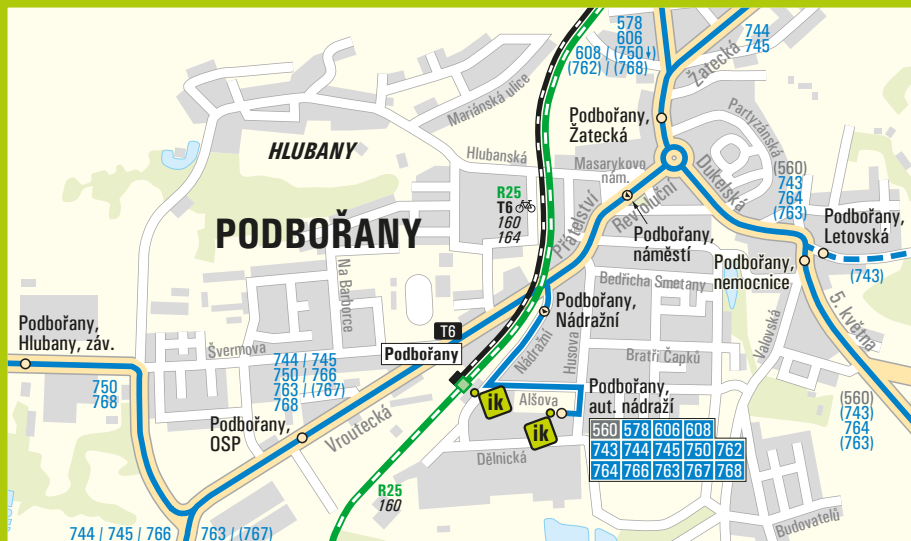 578
606
608 / (750↓)
(762) / (768)
744
745
Žatecká
Mariánská ulice
Podbořany,
Žatecká
Partyzánská
HLUBANY
Hlubanská
Masarykovo
nám.
Dukelská
(560)
743
764
(763)
R25
T6
160
164
Přátelství
Revoluční
PODBOŘANY
Podbořany,
náměstí
Podbořany,
Letovská
Podbořany,
nemocnice
(743)
Na Barborce
Bedřicha Smetany
Podbořany,
Nádražní
5. května
Valovská
Podbořany,
Hlubany, záv.
T6
Podbořany
Švermova
Nádražní
Husova
Bratří Čapků
750
768
744 / 745
750 / 766
763 / (767)
768
Podbořany,
OSP
Vroutecká
ik
Alšova
ik
Podbořany,
aut. nádraží
560 578 606 608
743 744 745 750 762
764 766 763 767 768
(560)
(743)
764
(763)
Dělnická
R25
160
Budovatelů
744 / 745 / 766
763 / (767)